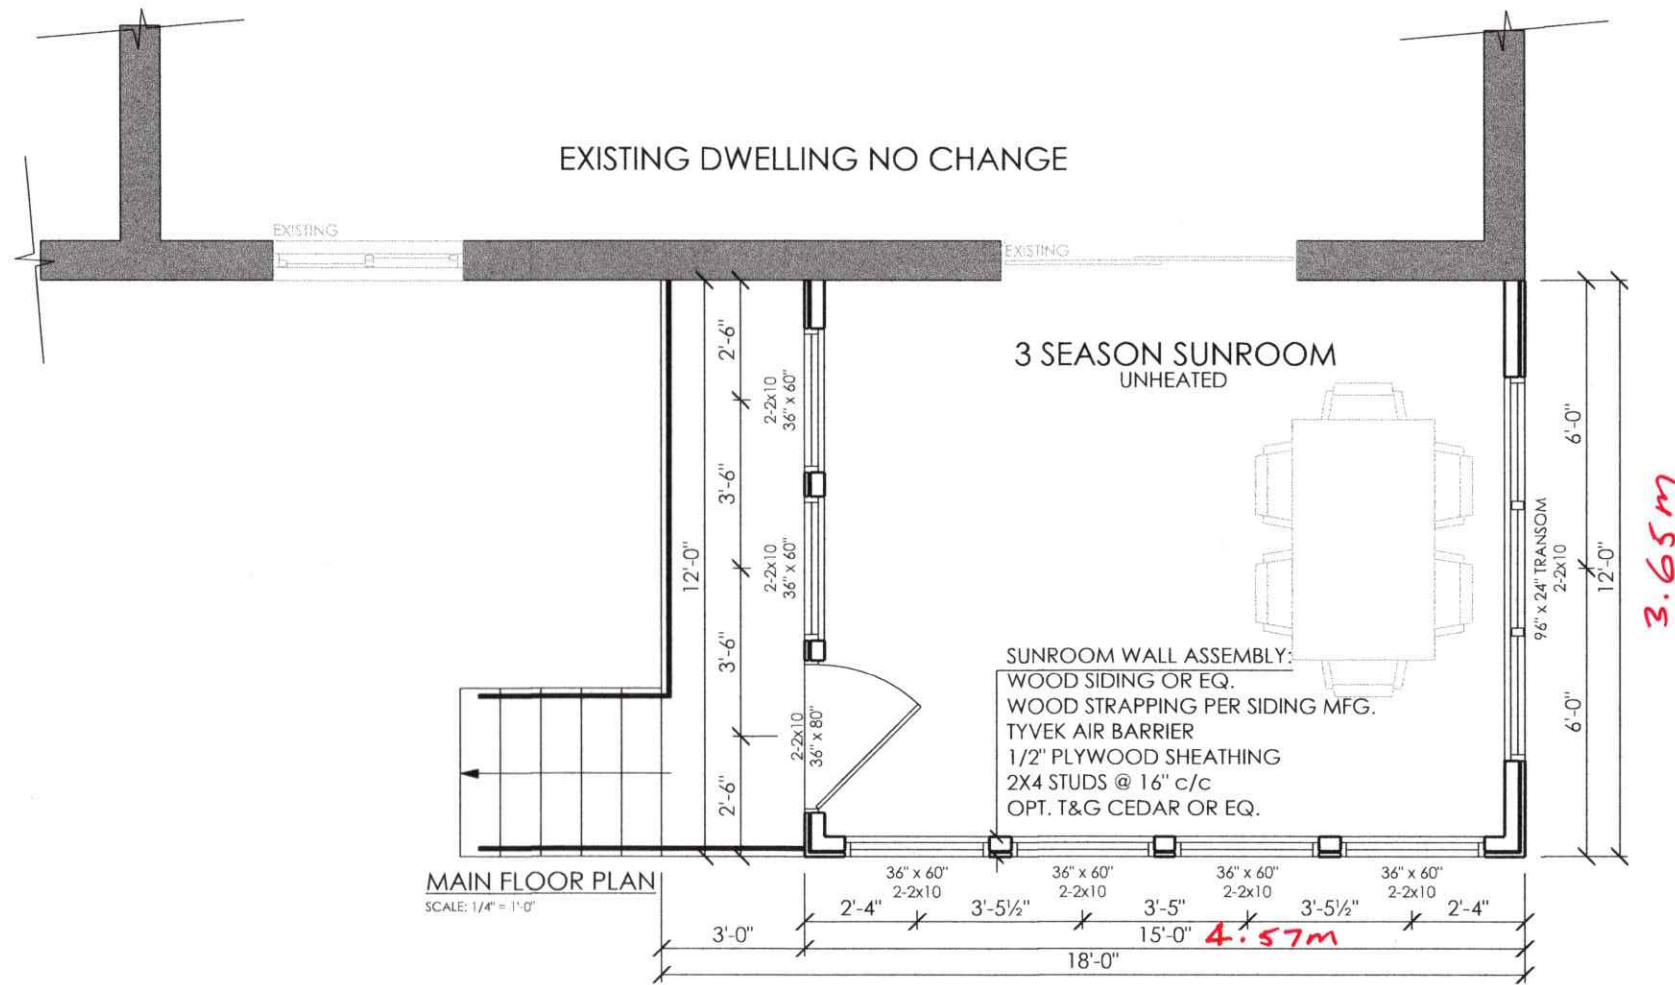 EXISTING DWELLING NO CHANGE
EXISTING
EXISTING
3 SEASON SUNROOM
UNHEATED
2'-6"
3'-6"
3'-6"
2'-6"
12'-0"
2-2x10
36" x 60"
2-2x10
36" x 60"
2-2x10
36" x 80"
6'-0"
6'-0"
12'-0"
96" x 24" TRANSOM
2-2x10
3.65m
SUNROOM WALL ASSEMBLY:
WOOD SIDING OR EQ.
WOOD STRAPPING PER SIDING MFG.
TYVEK AIR BARRIER
1/2" PLYWOOD SHEATHING
2X4 STUDS @ 16" c/c
OPT. T&G CEDAR OR EQ.
MAIN FLOOR PLAN
SCALE: 1/4" = 1'-0"
36" x 60"
2-2x10
36" x 60"
2-2x10
36" x 60"
2-2x10
36" x 60"
2-2x10
2'-4" 3'-5½" 3'-5" 3'-5½" 2'-4"
3'-0" 15'-0" 4.57m
18'-0"